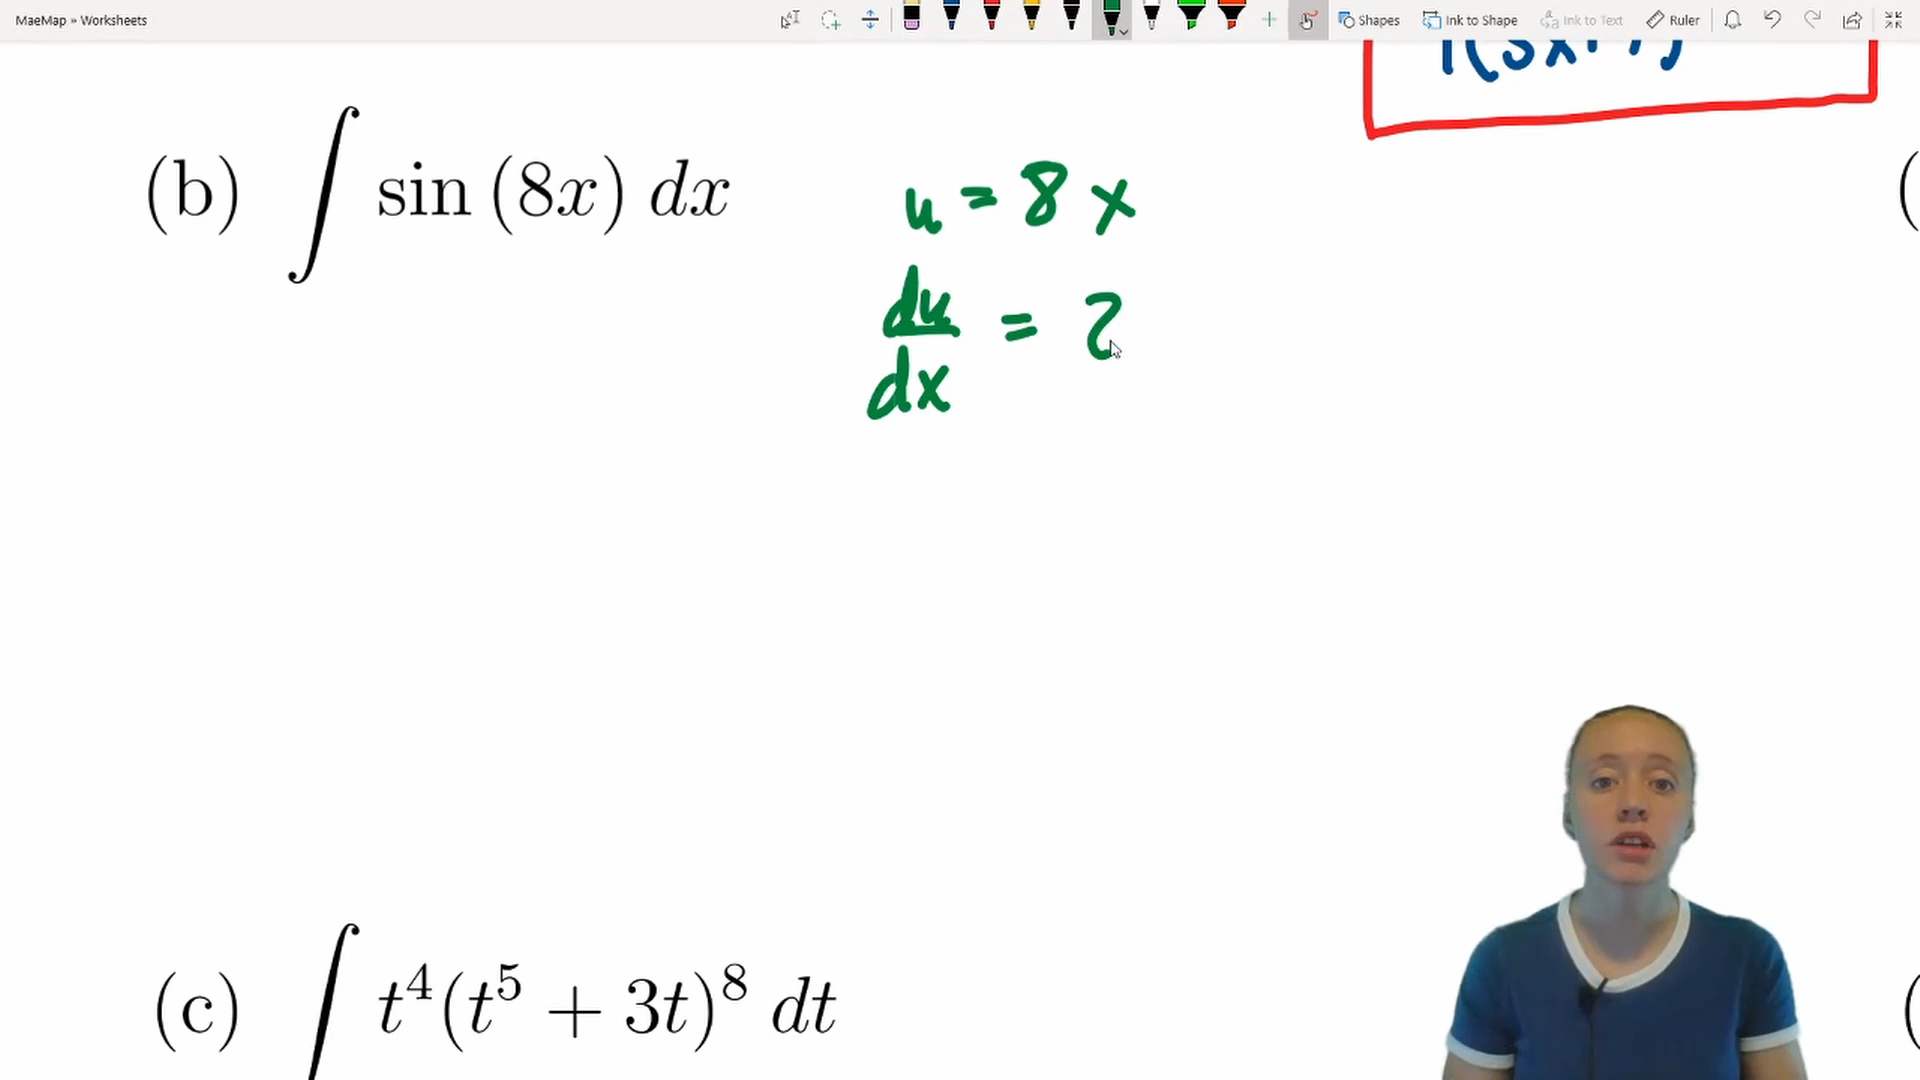 MaeMap » Worksheets
Shapes
Ink to Shape
Ink to Text
Ruler
(b) ∫ sin (8x) dx
u = 8x
du/dx =
(c) ∫ t⁴(t⁵ + 3t)⁸ dt